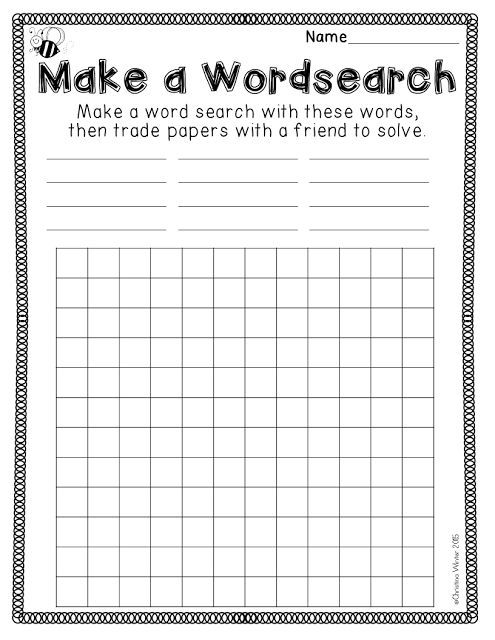 Name
Make a Wordsearch
Make a word search with these words,
then trade papers with a friend to solve.
©Christina Winter 2015